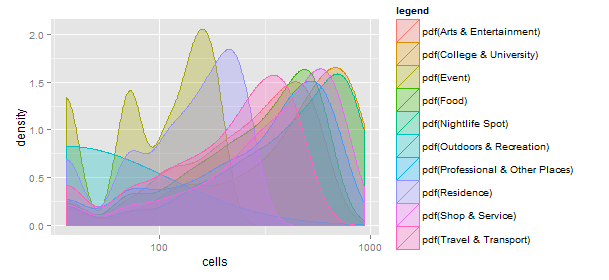 legend
pdf(Arts & Entertainment)
pdf(College & University)
pdf(Event)
pdf(Food)
pdf(Nightlife Spot)
pdf(Outdoors & Recreation)
pdf(Professional & Other Places)
pdf(Residence)
pdf(Shop & Service)
pdf(Travel & Transport)
density
2.0
1.5
1.0
0.5
0.0
100
1000
cells